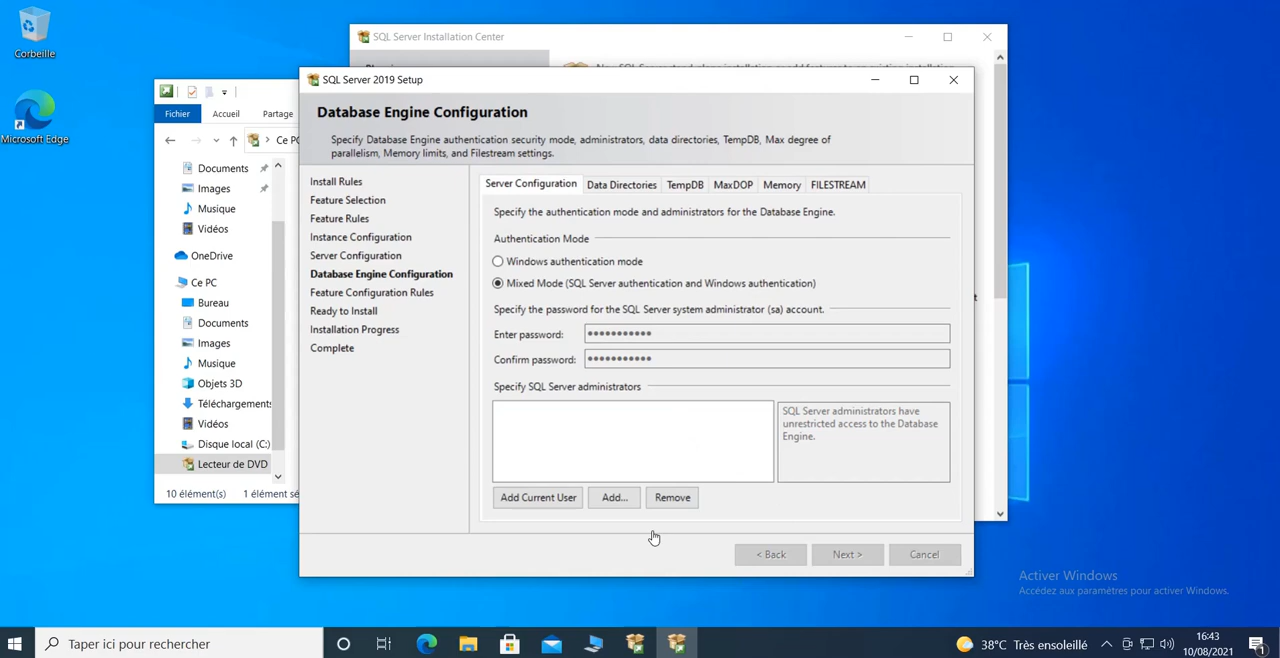 Corbeille
Microsoft Edge
SQL Server Installation Center
SQL Server 2019 Setup
Database Engine Configuration
Specify Database Engine authentication security mode, administrators, data directories, TempDB, Max degree of
parallelism, Memory limits, and Filestream settings.
Fichier
Accueil
Partage
Ce PC
Documents
Images
Musique
Vidéos
OneDrive
Ce PC
Bureau
Documents
Images
Musique
Objets 3D
Téléchargements
Vidéos
Disque local (C:)
Lecteur de DVD
10 élément(s)
1 élément sé
Install Rules
Feature Selection
Feature Rules
Instance Configuration
Server Configuration
Database Engine Configuration
Feature Configuration Rules
Ready to Install
Installation Progress
Complete
Server Configuration
Data Directories
TempDB
MaxDOP
Memory
FILESTREAM
Specify the authentication mode and administrators for the Database Engine.
Authentication Mode
Windows authentication mode
Mixed Mode (SQL Server authentication and Windows authentication)
Specify the password for the SQL Server system administrator (sa) account.
Enter password: ●●●●●●●●●●●
Confirm password: ●●●●●●●●●●●
Specify SQL Server administrators
SQL Server administrators have
unrestricted access to the Database
Engine.
Add Current User
Add...
Remove
< Back
Next >
Cancel
Activer Windows
Accédez aux paramètres pour activer Windows.
Taper ici pour rechercher
38°C Très ensoleillé
16:43
10/08/2021
1